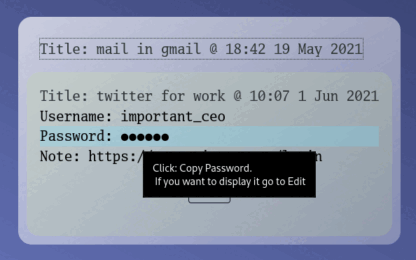 Title: mail in gmail @ 18:42 19 May 2021
Title: twitter for work @ 10:07 1 Jun 2021
Username: important_ceo
Password: ●●●●●●
Note: https:/
Click: Copy Password.
If you want to display it go to Edit